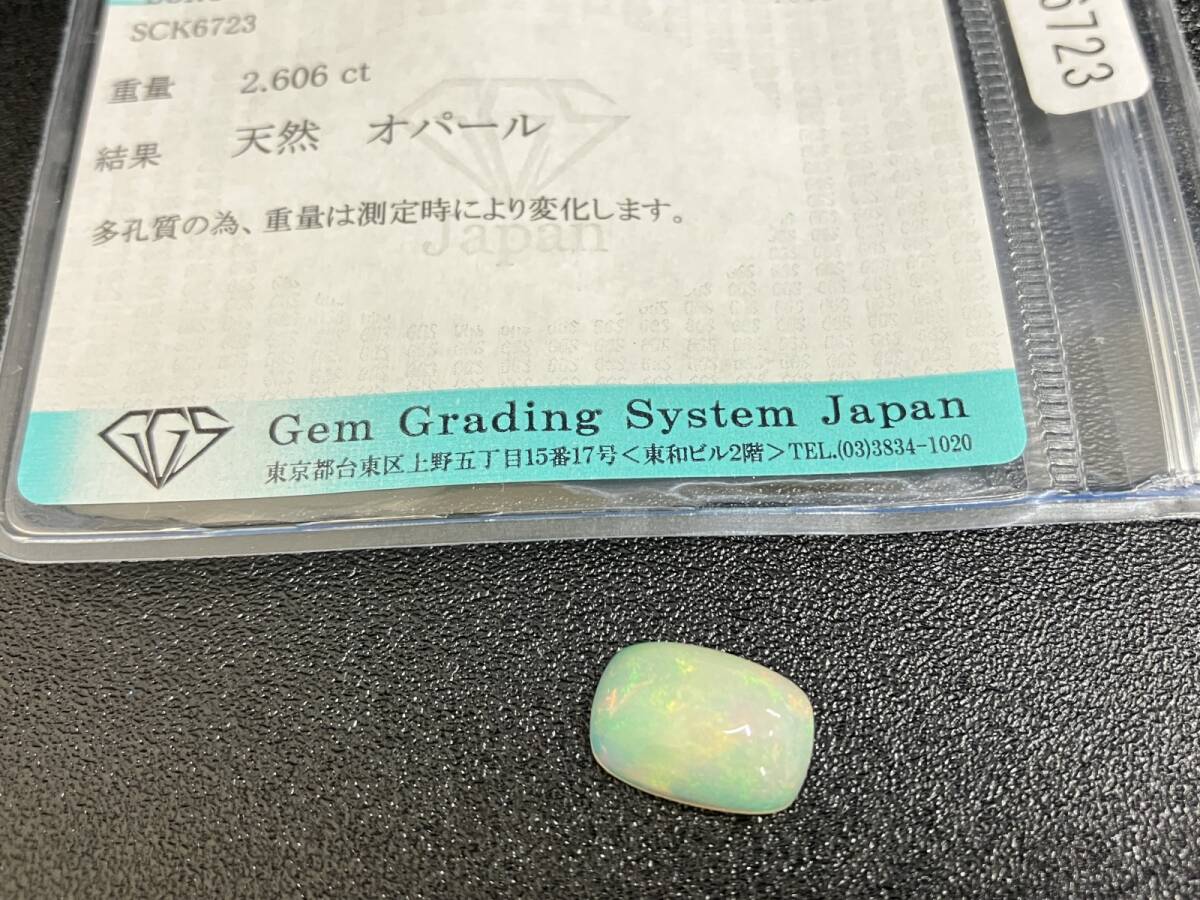 SCK6723
重量 2.606 ct
結果 天然 オパール
多孔質の為、重量は測定時により変化します。
Japan
GGS
Gem Grading System Japan
東京都台東区上野五丁目15番17号<東和ビル2階>TEL.(03)3834-1020
6723